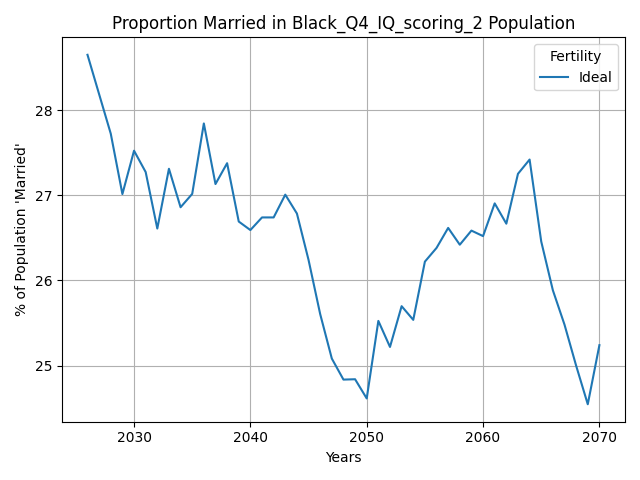 Proportion Married in Black_Q4_IQ_scoring_2 Population
Fertility
Ideal
% of Population 'Married'
28
27
26
25
2030 2040 2050 2060 2070
Years